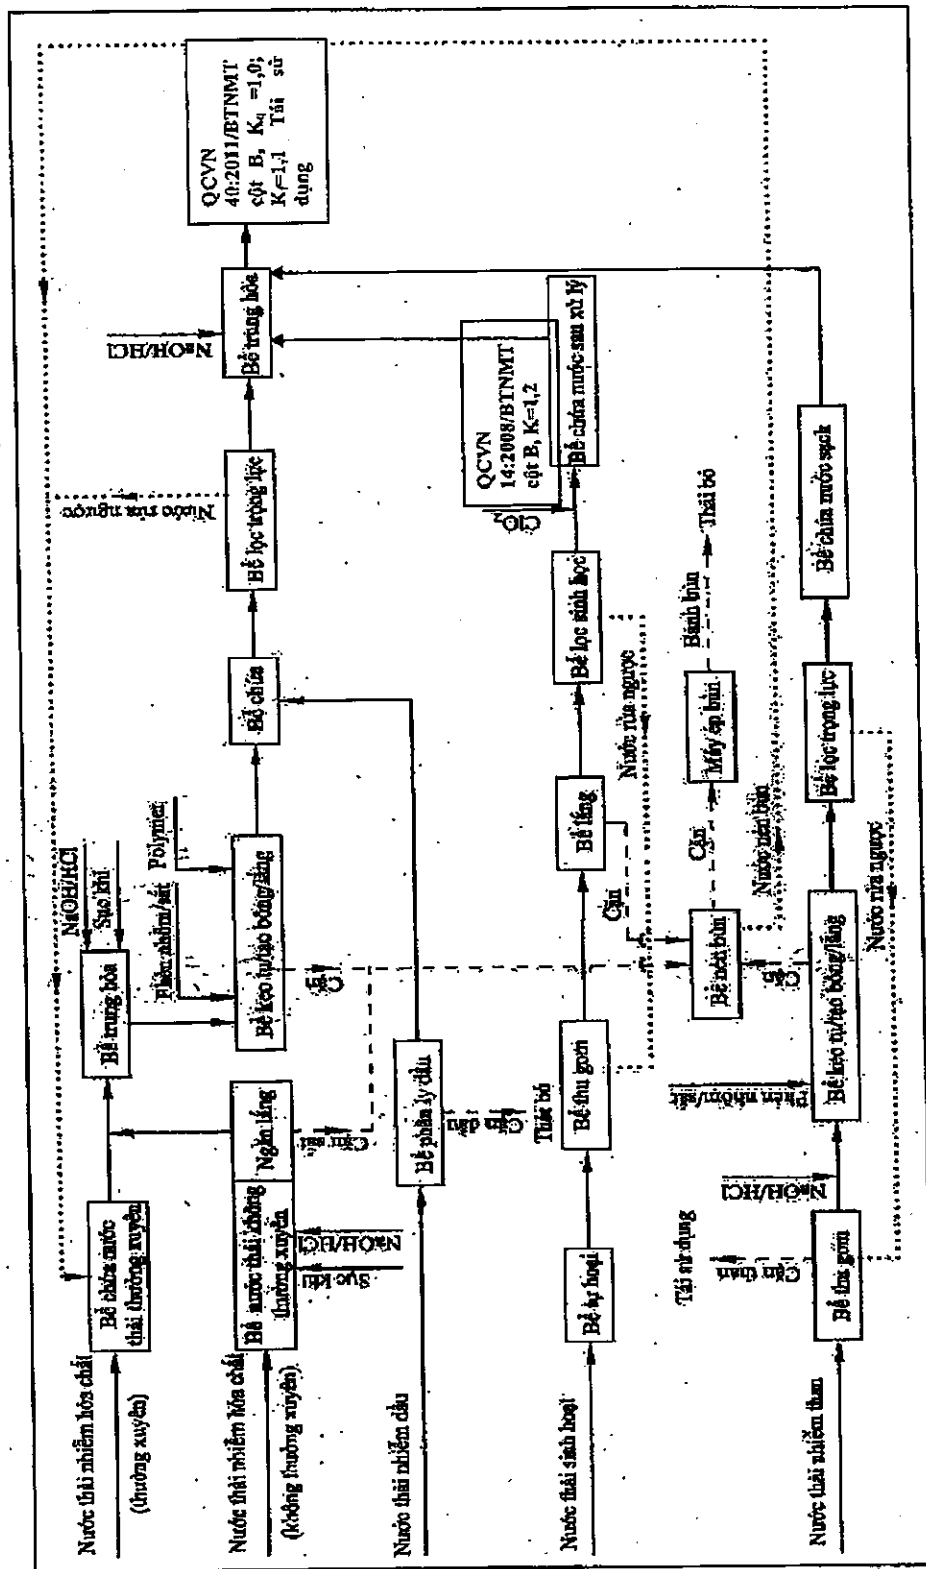 Nước thải nhiễm hóa chất
(thường xuyên)
Bể chứa nước
thải thường xuyên
NaOH/HCl
Sục khí
Bể trung hòa
Phèn nhôm/sắt
Polymer
Bể keo tụ/tạo bông/lắng
Cặn
Bể chứa
Bể lọc trọng lực
Nước rửa ngược
NaOH/HCl
Bể trung hòa
QCVN
40:2011/BTNMT
cột B, Kq =1,0;
Kf=1,1 Tái sử
dụng
Nước thải nhiễm hóa chất
(không thường xuyên)
Bể nước thải không
thường xuyên
Ngăn lắng
Sục khí
NaOH/HCl
Cặn sắt
Nước thải nhiễm dầu
Bể phân ly dầu
Cặn dầu
Thải bỏ
Nước thải sinh hoạt
Bể tự hoại
Bể thu gom
Bể lắng
Cặn
Bể lọc sinh học
Nước rửa ngược
ClO2
QCVN
14:2008/BTNMT
cột B, K=1,2
Bể chứa nước sau xử lý
Bể nén bùn
Cặn
Máy ép bùn
Bánh bùn
Thải bỏ
Nước nén bùn
Nước thải nhiễm than
Bể thu gom
Cặn than
Tái sử dụng
NaOH/HCl
Phèn nhôm/sắt
Bể keo tụ/tạo bông/lắng
Cặn
Bể lọc trọng lực
Nước rửa ngược
Bể chứa nước sạch